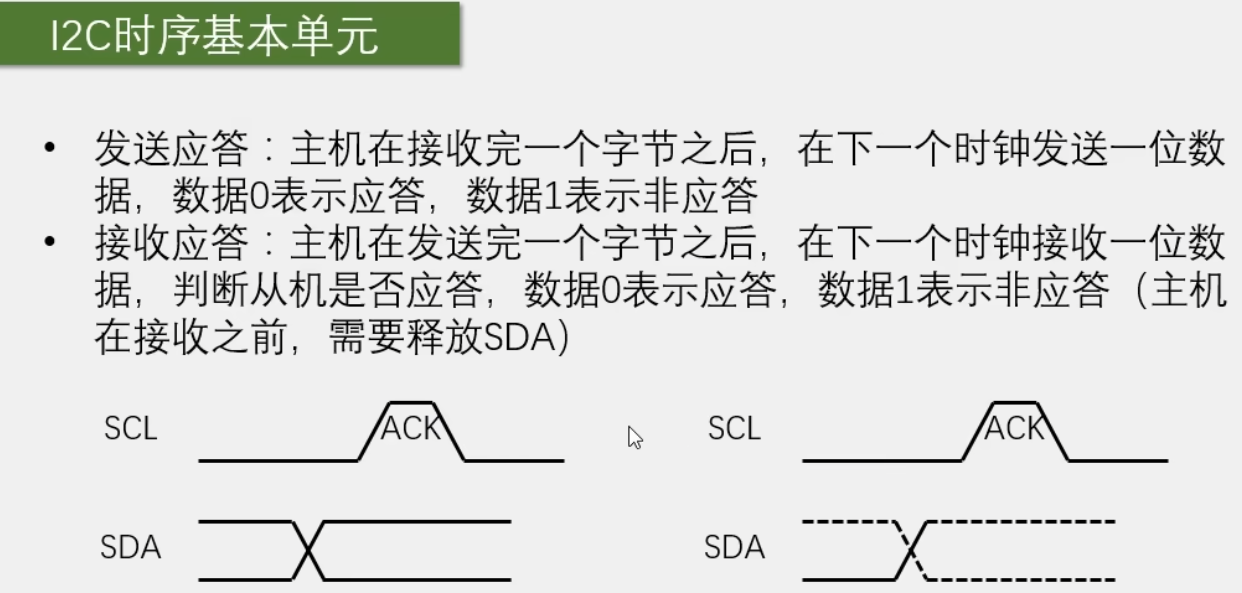 I2C时序基本单元
• 发送应答：主机在接收完一个字节之后，在下一个时钟发送一位数
据，数据0表示应答，数据1表示非应答
• 接收应答：主机在发送完一个字节之后，在下一个时钟接收一位数
据，判断从机是否应答，数据0表示应答，数据1表示非应答（主机
在接收之前，需要释放SDA）
SCL ACK SCL ACK
SDA SDA